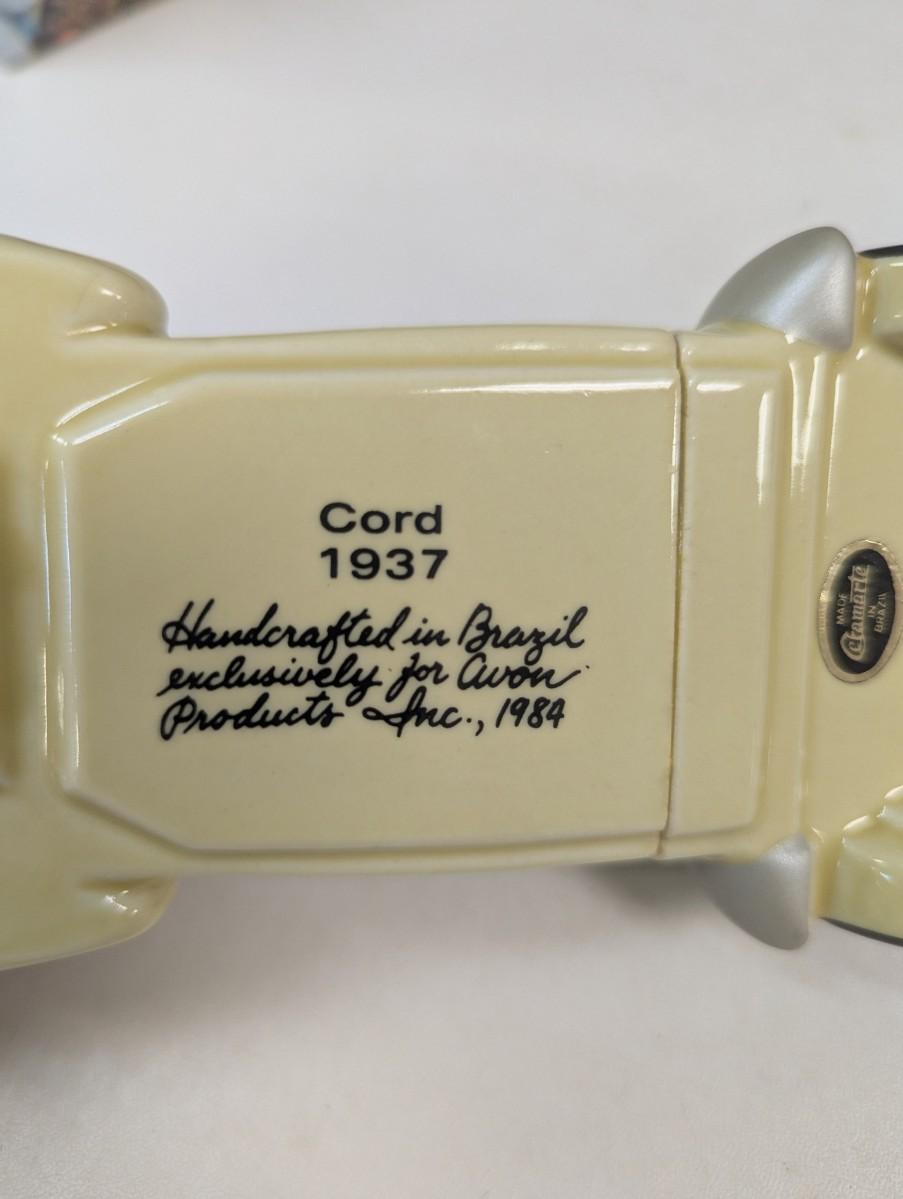 Cord
1937
Handcrafted in Brazil
exclusively for Avon
Products Inc., 1984
MADE
Ceramarte
IN
BRAZIL